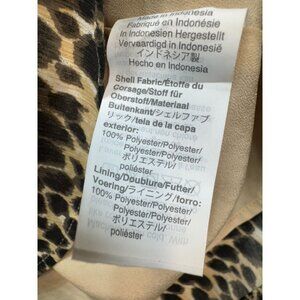 Made in Indonesia
Fabriqué en Indonésie
In Indonesien Hergestellt
Vervaardigd in Indonesië
インドネシア製
Hecho en Indonesia
Shell Fabric/Étoffe du
Corsage/Stoff für
Oberstoff/Materiaal
Buitenkant/シェルファブ
リック/tela de la capa
exterior:
100% Polyester/Polyester/
Polyester/Polyester/
ポリエステル/
poliéster
Lining/Doublure/Futter/
Voering/ライニング/forro:
100% Polyester/Polyester/
Polyester/Polyester/
ポリエステル/
poliéster